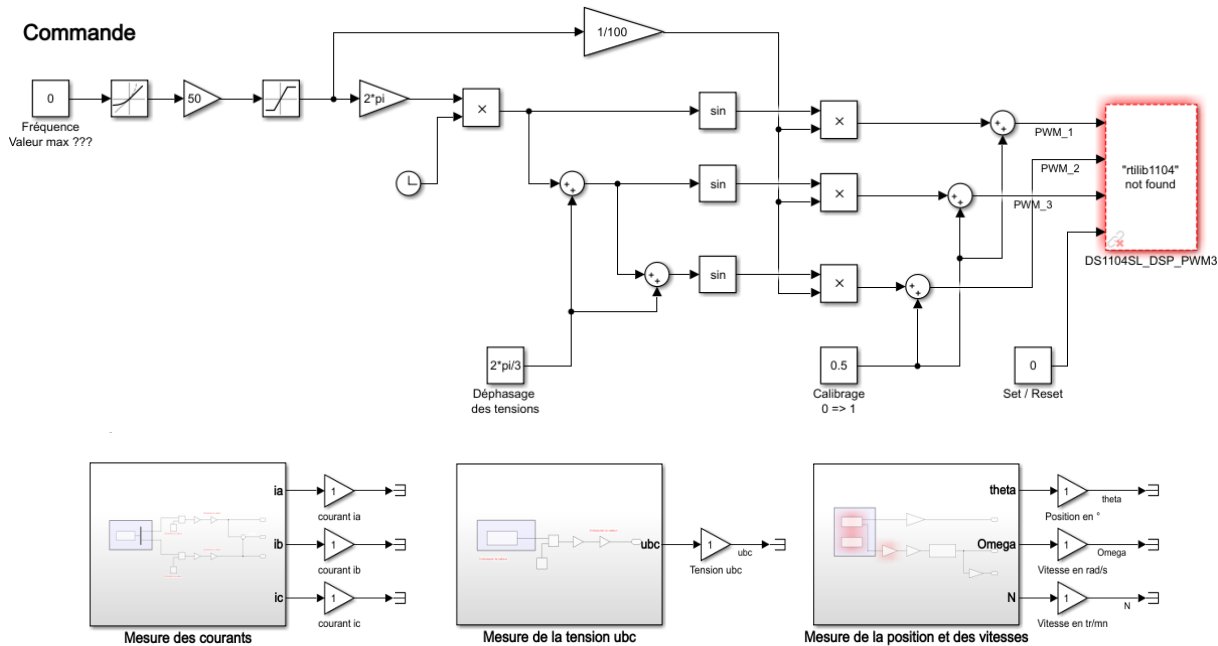 Commande
1/100
0
50
2*pi
×
sin
×
Fréquence
Valeur max ???
PWM_1
"rtilib1104"
not found
PWM_2
sin
×
PWM_3
DS1104SL_DSP_PWM3
sin
×
2*pi/3
0.5
0
Déphasage
des tensions
Calibrage
0 => 1
Set / Reset
ia
1
courant ia
ib
1
courant ib
ic
1
courant ic
Mesure des courants
ubc
1
ubc
Tension ubc
Mesure de la tension ubc
theta
1
theta
Position en °
Omega
1
Omega
Vitesse en rad/s
N
1
N
Vitesse en tr/mn
Mesure de la position et des vitesses